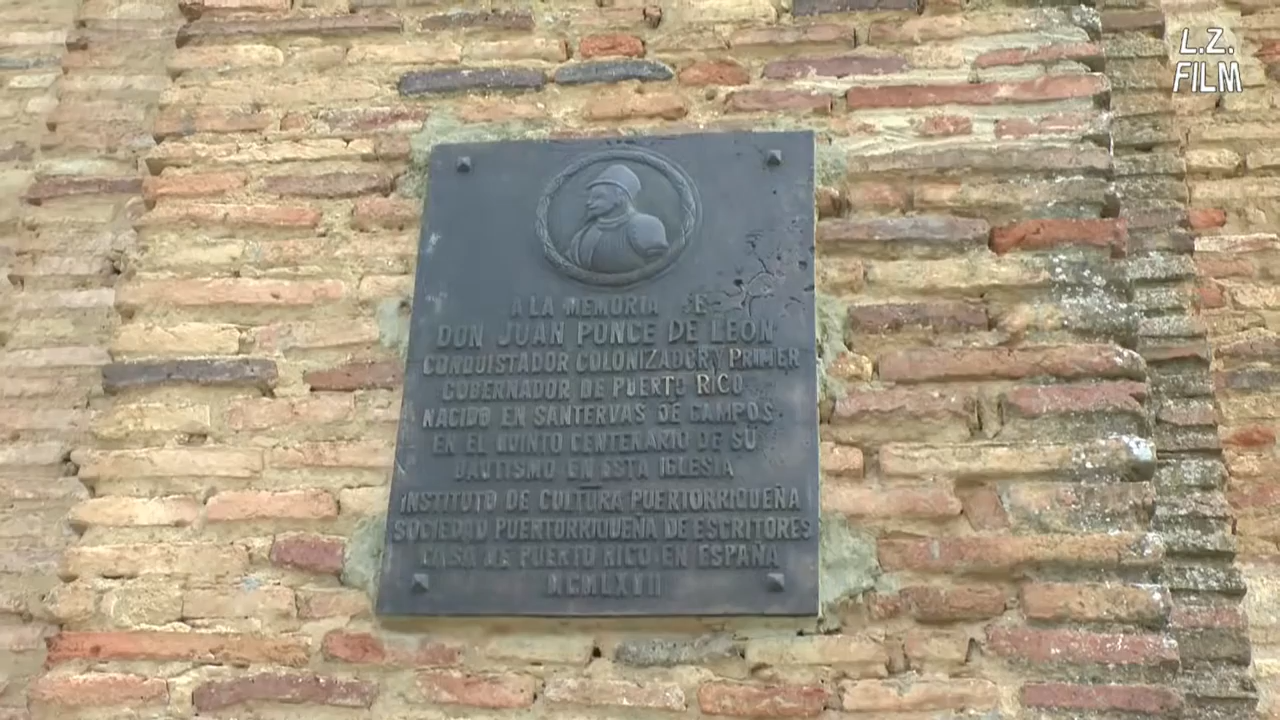 L.Z.
FILM
A LA MEMORIA DE
DON JUAN PONCE DE LEON
CONQUISTADOR COLONIZADOR Y PRIMER
GOBERNADOR DE PUERTO RICO
NACIDO EN SANTERVAS DE CAMPOS
EN EL QUINTO CENTENARIO DE SU
BAUTISMO EN ESTA IGLESIA
INSTITUTO DE CULTURA PUERTORRIQUEÑA
SOCIEDAD PUERTORRIQUEÑA DE ESCRITORES
CASA DE PUERTO RICO EN ESPAÑA
MCMLXVII